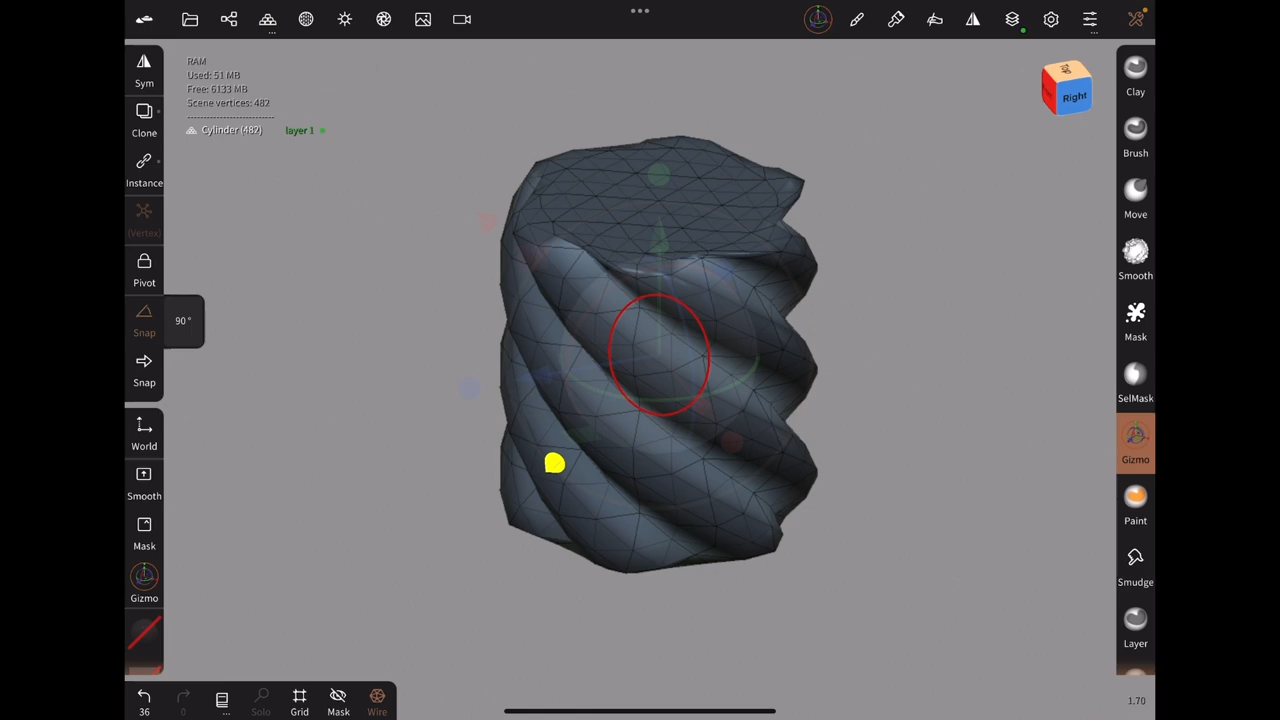 RAM
Used: 51 MB
Free: 6133 MB
Scene vertices: 482
Cylinder (482) layer 1
Right
Sym
Clone
Instance
(Vertex)
Pivot
Snap
90 °
Snap
World
Smooth
Mask
Gizmo
Clay
Brush
Move
Smooth
Mask
SelMask
Gizmo
Paint
Smudge
Layer
36
0
Solo
Grid
Mask
Wire
1.70